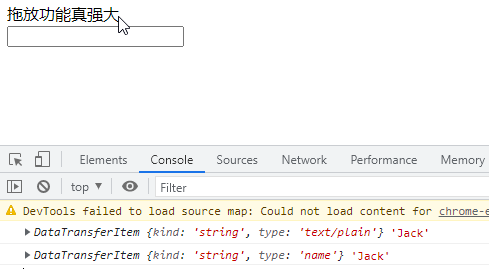 拖放功能真强大
Elements Console Sources Network Performance Memory
top Filter
DevTools failed to load source map: Could not load content for chrome-e
DataTransferItem {kind: 'string', type: 'text/plain'} 'Jack'
DataTransferItem {kind: 'string', type: 'name'} 'Jack'